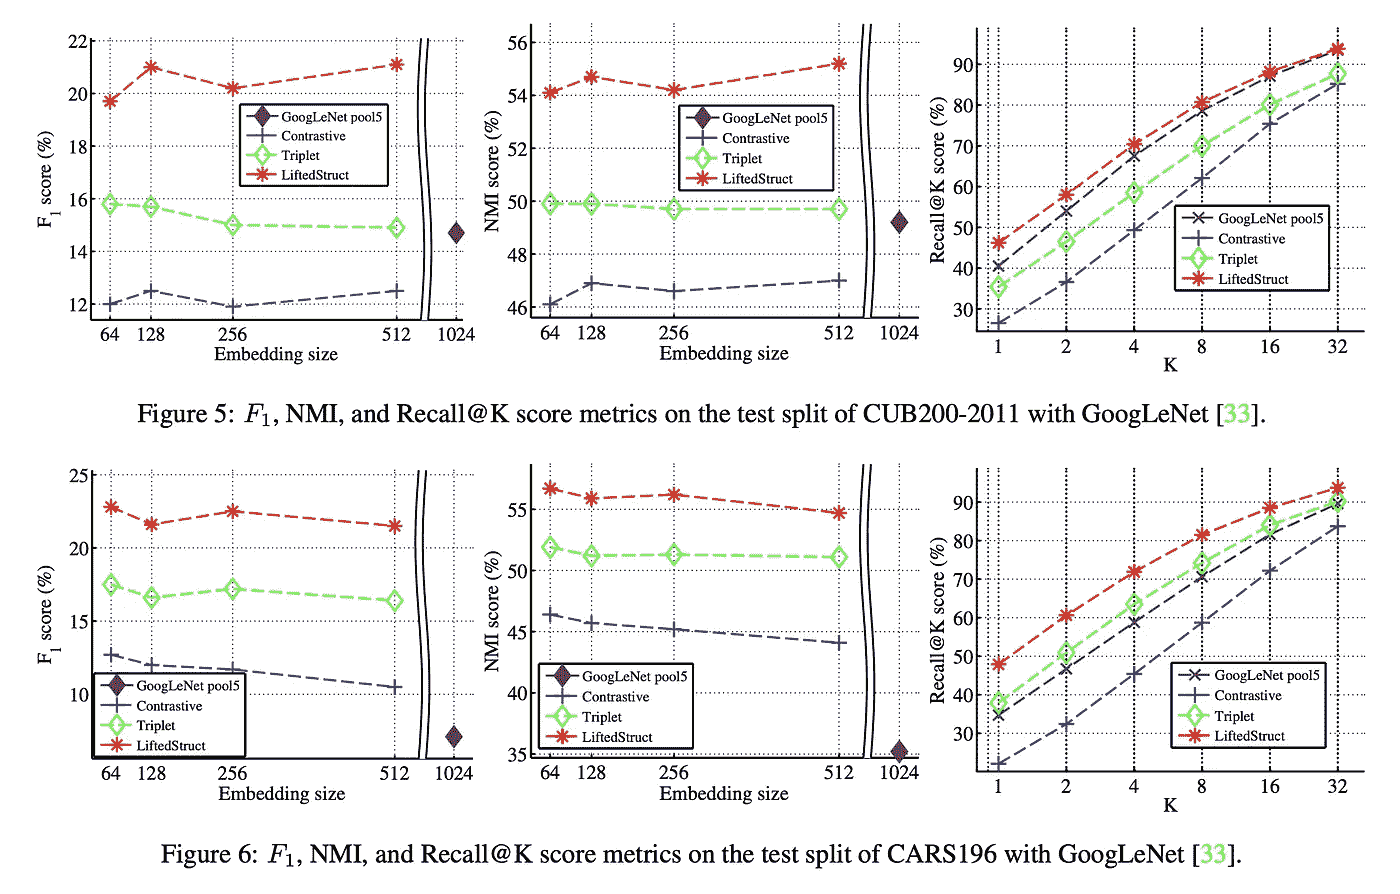 22
20
18
16
14
12
F1 score (%)
GoogLeNet pool5
Contrastive
Triplet
LiftedStruct
64 128 256 512 1024
Embedding size
56
54
52
50
48
46
NMI score (%)
GoogLeNet pool5
Contrastive
Triplet
LiftedStruct
64 128 256 512 1024
Embedding size
90
80
70
60
50
40
30
Recall@K score (%)
GoogLeNet pool5
Contrastive
Triplet
LiftedStruct
1 2 4 8 16 32
K
Figure 5: F1, NMI, and Recall@K score metrics on the test split of CUB200-2011 with GoogLeNet [33].
25
20
15
10
F1 score (%)
GoogLeNet pool5
Contrastive
Triplet
LiftedStruct
64 128 256 512 1024
Embedding size
55
50
45
40
35
NMI score (%)
GoogLeNet pool5
Contrastive
Triplet
LiftedStruct
64 128 256 512 1024
Embedding size
90
80
70
60
50
40
30
Recall@K score (%)
GoogLeNet pool5
Contrastive
Triplet
LiftedStruct
1 2 4 8 16 32
K
Figure 6: F1, NMI, and Recall@K score metrics on the test split of CARS196 with GoogLeNet [33].